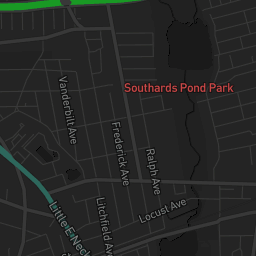 Southards Pond Park
Vanderbilt Ave
Frederick Ave
Ralph Ave
Litchfield Av
Locust Ave
Little E Neck